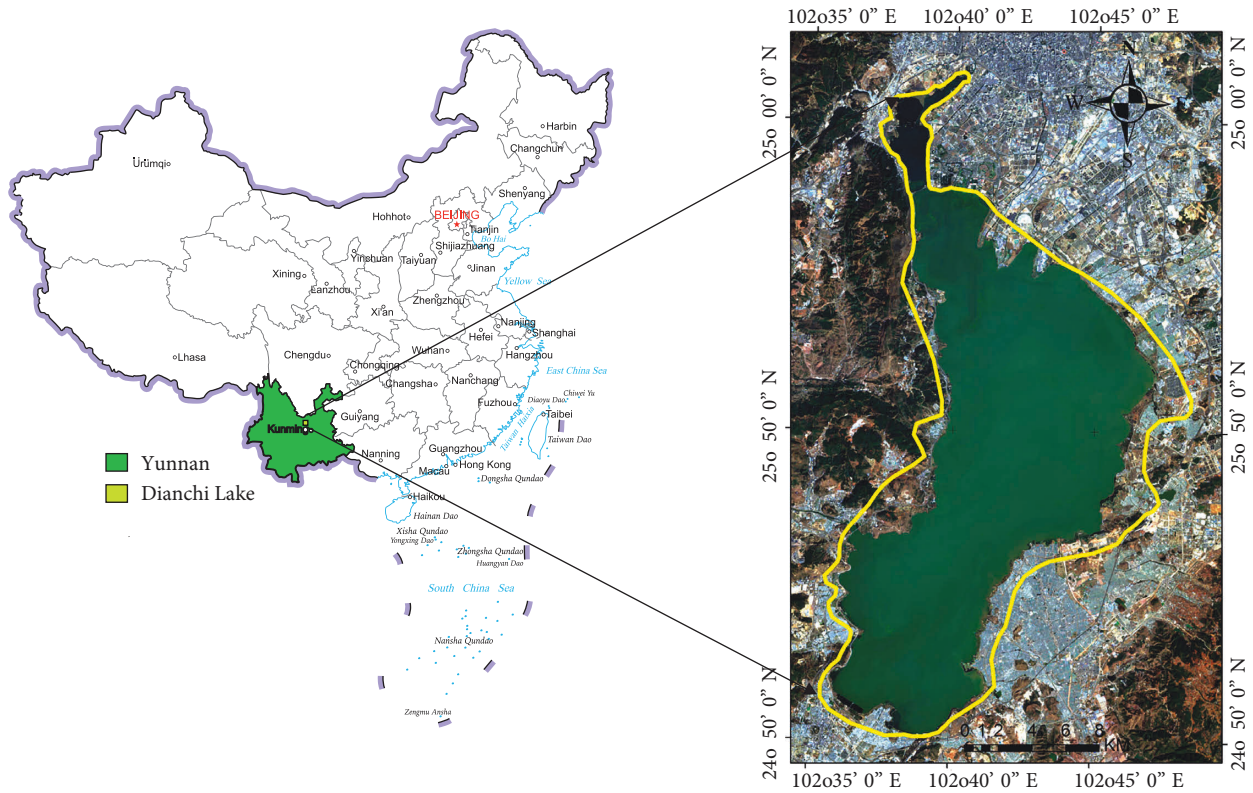 Harbin
Changchun
Urumqi
Shenyang
Hohhot
BEIJING
Tianjin
Bo Hai
Shijiazhuang
Yinchuan
Taiyuan
Jinan
Xining
Lanzhou
Yellow Sea
Zhengzhou
Xi'an
Nanjing
Shanghai
Hefei
Lhasa
Chengdu
Wuhan
Hangzhou
Chongqing
East China Sea
Changsha
Nanchang
Chiwei Yu
Diaoyu Dao
Fuzhou
Guiyang
Taibei
Kunming
Taiwan Haixia
Taiwan Dao
Guangzhou
Nanning
Hong Kong
Macau
Dongsha Qundao
Haikou
Hainan Dao
Xisha Qundao
Yongxing Dao
Zhongsha Qundao
Huangyan Dao
South China Sea
Nansha Qundao
Zengmu Ansha
Yunnan
Dianchi Lake
102o35' 0" E 102o40' 0" E 102o45' 0" E
N
W E
S
25o 00' 0" N 25o 00' 0" N
25o 50' 0" N 25o 50' 0" N
24o 50' 0" N 24o 50' 0" N
0 1 2 4 6 8
KM
102o35' 0" E 102o40' 0" E 102o45' 0" E